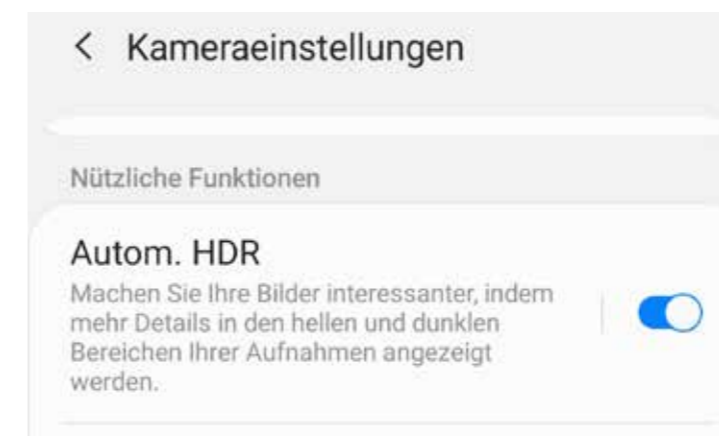 Kameraeinstellungen
Nützliche Funktionen
Autom. HDR
Machen Sie Ihre Bilder interessanter, indem
mehr Details in den hellen und dunklen
Bereichen Ihrer Aufnahmen angezeigt
werden.